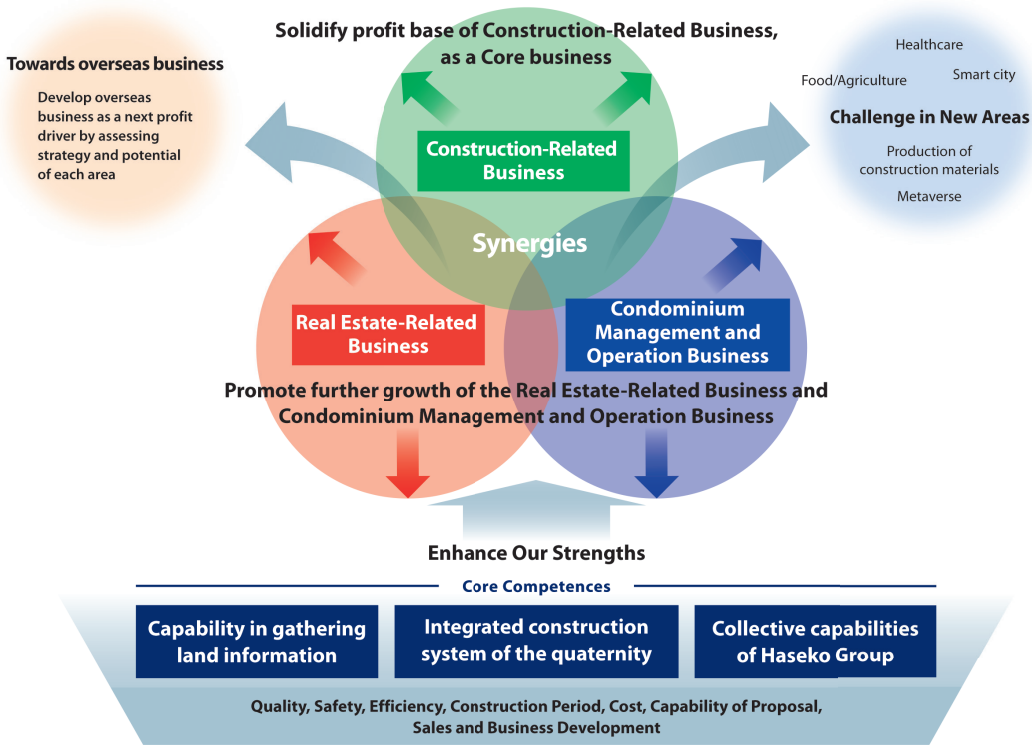 Solidify profit base of Construction-Related Business,
as a Core business
Towards overseas business
Develop overseas
business as a next profit
driver by assessing
strategy and potential
of each area
Healthcare
Food/Agriculture
Smart city
Challenge in New Areas
Production of
construction materials
Metaverse
Construction-Related
Business
Synergies
Real Estate-Related
Business
Condominium
Management and
Operation Business
Promote further growth of the Real Estate-Related Business and
Condominium Management and Operation Business
Enhance Our Strengths
Core Competences
Capability in gathering
land information
Integrated construction
system of the quaternity
Collective capabilities
of Haseko Group
Quality, Safety, Efficiency, Construction Period, Cost, Capability of Proposal,
Sales and Business Development